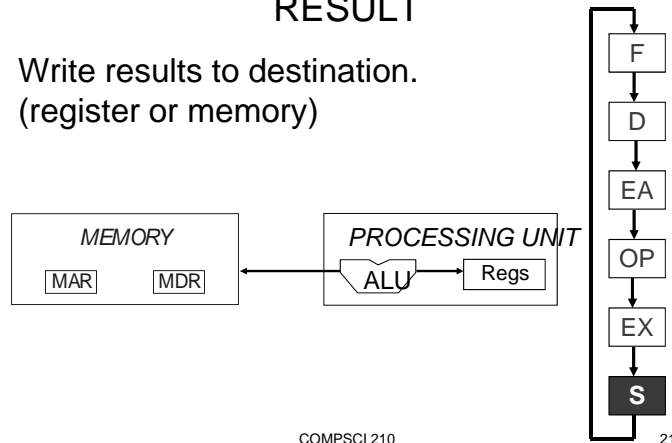 RESULT
Write results to destination.
(register or memory)
MEMORY
MAR
MDR
PROCESSING UNIT
ALU
Regs
F
D
EA
OP
EX
S
COMPSCI 210
21